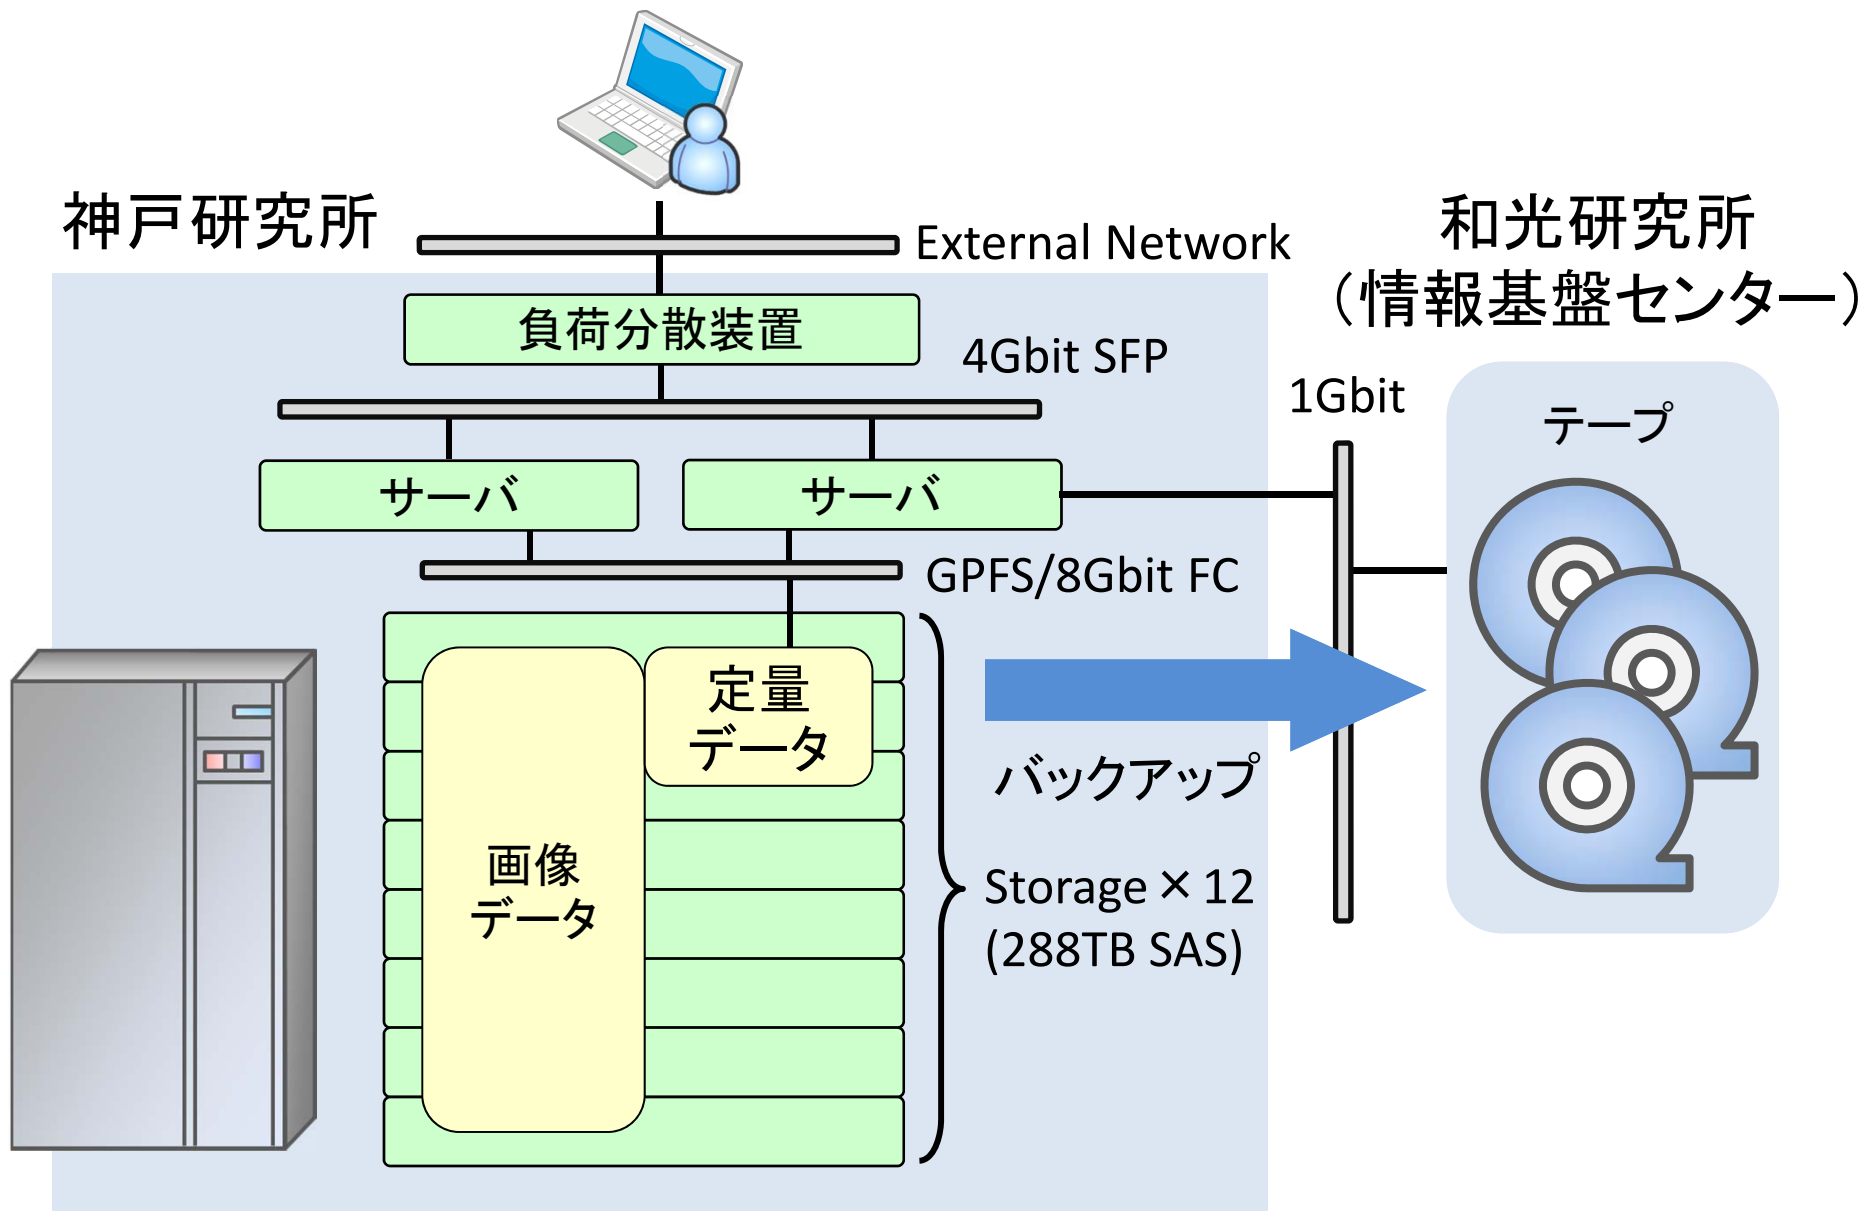 神戸研究所
External Network
負荷分散装置
4Gbit SFP
サーバ
サーバ
GPFS/8Gbit FC
定量
データ
画像
データ
バックアップ
Storage × 12
(288TB SAS)
1Gbit
和光研究所
（情報基盤センター）
テープ